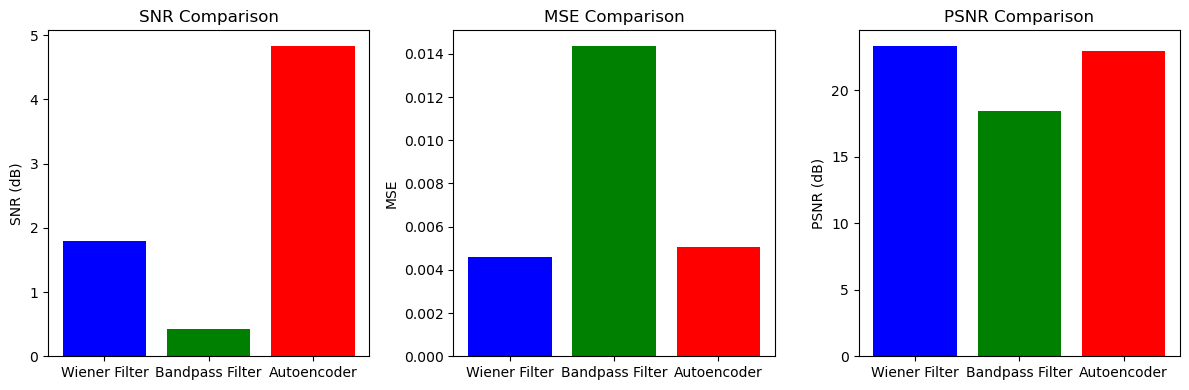 SNR Comparison
SNR (dB)
5
4
3
2
1
0
Wiener Filter Bandpass Filter Autoencoder
MSE Comparison
MSE
0.014
0.012
0.010
0.008
0.006
0.004
0.002
0.000
Wiener Filter Bandpass Filter Autoencoder
PSNR Comparison
PSNR (dB)
20
15
10
5
0
Wiener Filter Bandpass Filter Autoencoder